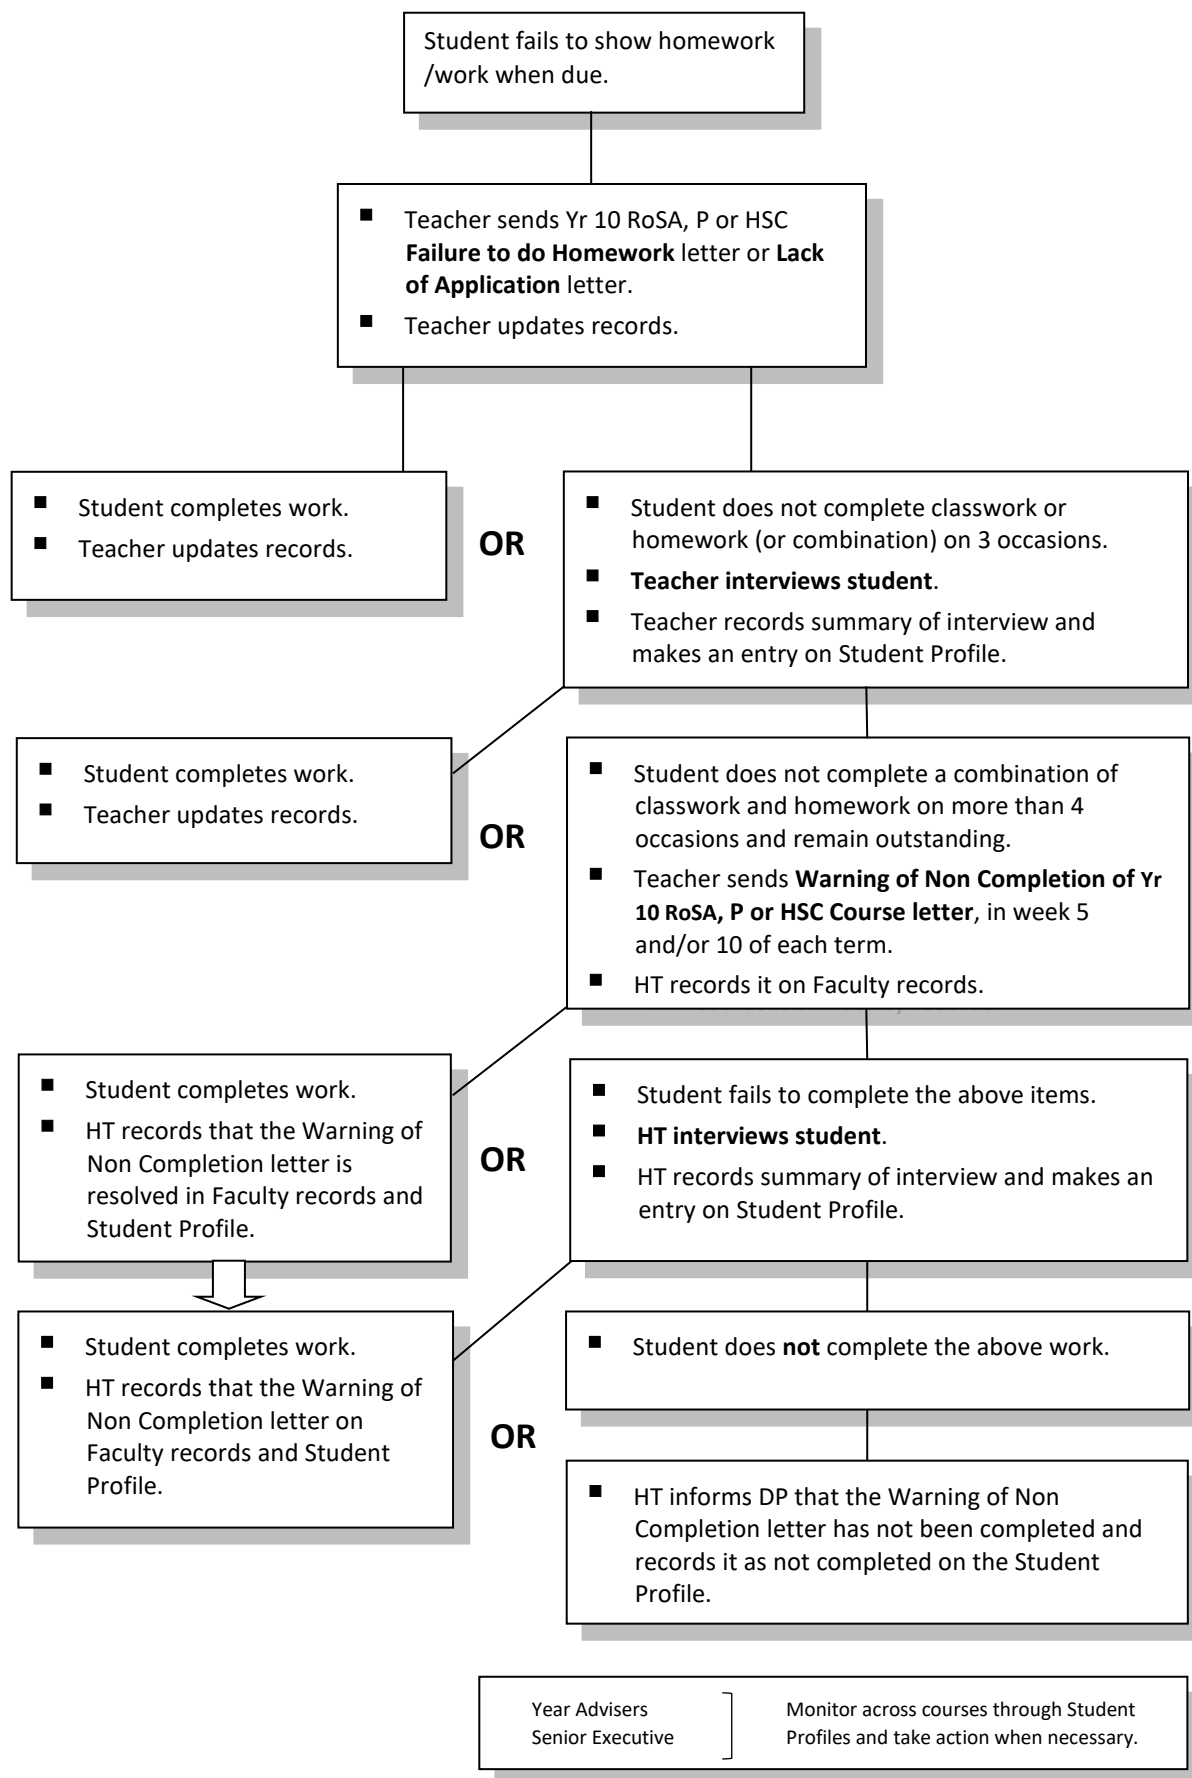 Student fails to show homework
/work when due.
■ Teacher sends Yr 10 RoSA, P or HSC
Failure to do Homework letter or Lack
of Application letter.
■ Teacher updates records.
■ Student completes work.
■ Teacher updates records.
OR
■ Student does not complete classwork or
homework (or combination) on 3 occasions.
■ Teacher interviews student.
■ Teacher records summary of interview and
makes an entry on Student Profile.
■ Student completes work.
■ Teacher updates records.
OR
■ Student does not complete a combination of
classwork and homework on more than 4
occasions and remain outstanding.
■ Teacher sends Warning of Non Completion of Yr
10 RoSA, P or HSC Course letter, in week 5
and/or 10 of each term.
■ HT records it on Faculty records.
■ Student completes work.
■ HT records that the Warning of
Non Completion letter is
resolved in Faculty records and
Student Profile.
OR
■ Student fails to complete the above items.
■ HT interviews student.
■ HT records summary of interview and makes an
entry on Student Profile.
■ Student completes work.
■ HT records that the Warning of
Non Completion letter on
Faculty records and Student
Profile.
OR
■ Student does not complete the above work.
■ HT informs DP that the Warning of Non
Completion letter has not been completed and
records it as not completed on the Student
Profile.
Year Advisers
Senior Executive
Monitor across courses through Student
Profiles and take action when necessary.